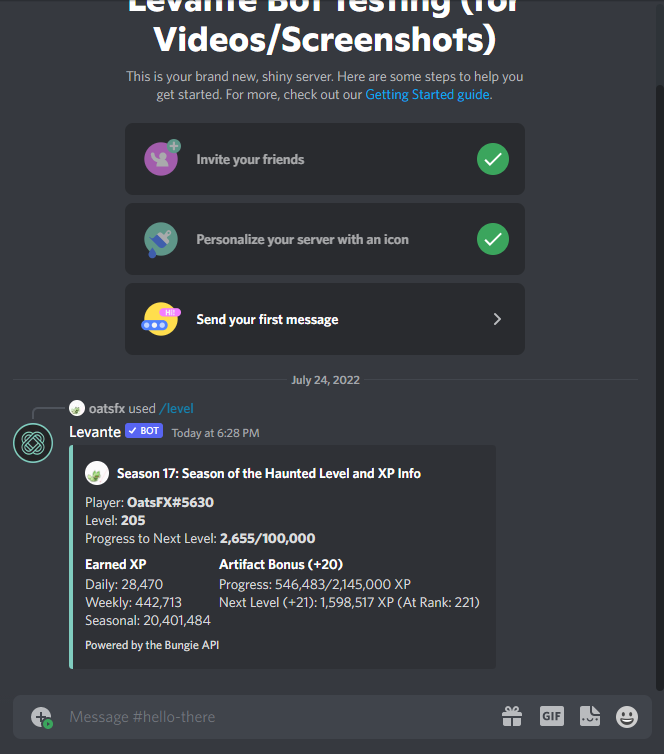 Levante Bot Testing (for
Videos/Screenshots)
This is your brand new, shiny server. Here are some steps to help you
get started. For more, check out our Getting Started guide.
Invite your friends
Personalize your server with an icon
Hi!
Send your first message
July 24, 2022
oatsfx used /level
Levante BOT Today at 6:28 PM
Season 17: Season of the Haunted Level and XP Info
Player: OatsFX#5630
Level: 205
Progress to Next Level: 2,655/100,000
Earned XP Artifact Bonus (+20)
Daily: 28,470 Progress: 546,483/2,145,000 XP
Weekly: 442,713 Next Level (+21): 1,598,517 XP (At Rank: 221)
Seasonal: 20,401,484
Powered by the Bungie API
Message #hello-there GIF